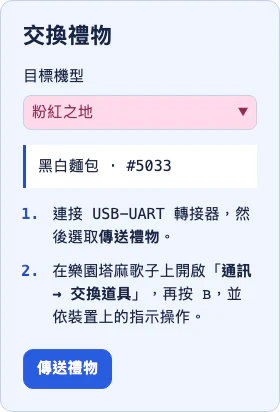 交換禮物
目標機型
粉紅之地 ▼
黑白麵包 · #5033
1. 連接 USB-UART 轉接器，然
後選取傳送禮物。
2. 在樂園塔麻歌子上開啟「通訊
→ 交換道具」，再按 B，並
依裝置上的指示操作。
傳送禮物